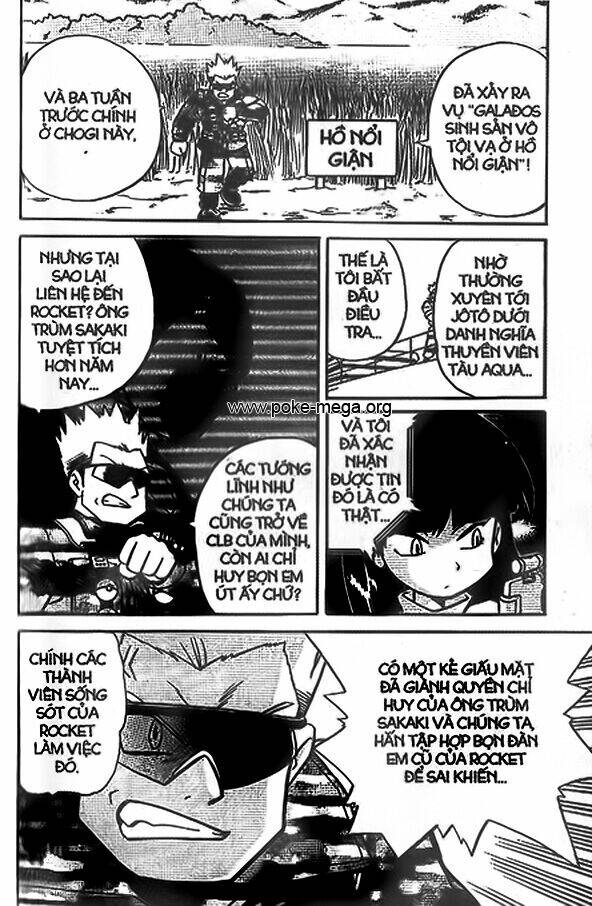 ĐÃ XẢY RA
VỤ "GALADOS
SINH SẢN VÔ
TỘI VẠ Ở HỒ
NỔI GIẬN"!
HỒ NỔI
GIẬN
VÀ BA TUẦN
TRƯỚC CHÍNH
Ở CHOGI NÀY,
NHỜ
THƯỜNG
XUYÊN TỚI
JÔTÔ DƯỚI
DANH NGHĨA
THUYỀN VIÊN
TÀU AQUA...
THẾ LÀ
TÔI BẮT
ĐẦU
ĐIỀU
TRA...
VÀ TÔI
ĐÃ XÁC
NHẬN
ĐƯỢC TIN
ĐÓ LÀ CÓ
THẬT...
NHƯNG TẠI
SAO LẠI
LIÊN HỆ ĐẾN
ROCKET? ÔNG
TRÙM SAKAKI
TUYỆT TÍCH
HƠN NĂM
NAY...
www.poke-mega.org
CÁC TƯỚNG
LĨNH NHƯ
CHÚNG TA
CŨNG TRỞ VỀ
CLB CỦA MÌNH,
CÒN AI CHỈ
HUY BỌN EM
ÚT ẤY CHỨ?
CÓ MỘT KẺ GIẤU MẶT
ĐÃ GIÀNH QUYỀN CHỈ
HUY CỦA ÔNG TRÙM
SAKAKI VÀ CHÚNG TA,
HẮN TẬP HỢP BỌN ĐÀN
EM CŨ CỦA ROCKET
ĐỂ SAI KHIẾN...
CHÍNH CÁC
THÀNH
VIÊN SỐNG
SÓT CỦA
ROCKET
LÀM VIỆC
ĐÓ.